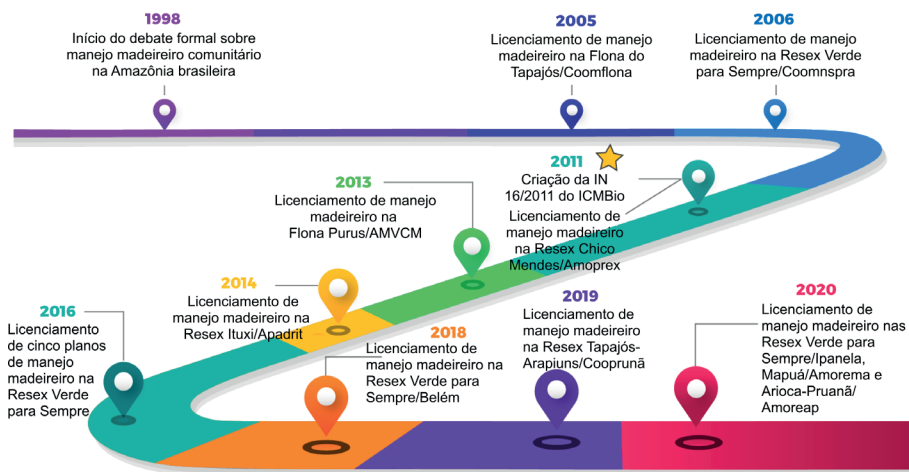 1998
Início do debate formal sobre
manejo madeireiro comunitário
na Amazônia brasileira
2005
Licenciamento de manejo
madeireiro na Flona do
Tapajós/Coomflona
2006
Licenciamento de manejo
madeireiro na Resex Verde
para Sempre/Coomnspra
2011
Criação da IN
16/2011 do ICMBio
Licenciamento de
manejo madeireiro
na Resex Chico
Mendes/Amoprex
2013
Licenciamento de manejo
madeireiro na
Flona Purus/AMVCM
2014
Licenciamento de
manejo madeireiro na
Resex Ituxi/Apadrit
2016
Licenciamento
de cinco planos
de manejo
madeireiro na
Resex Verde
para Sempre
2018
Licenciamento de
manejo madeireiro na
Resex Verde para
Sempre/Belém
2019
Licenciamento de
manejo madeireiro
na Resex Tapajós-
Arapiuns/Cooprunã
2020
Licenciamento de
manejo madeireiro nas
Resex Verde para
Sempre/Ipanela,
Mapuá/Amorema e
Arioca-Pruanã/
Amoreap